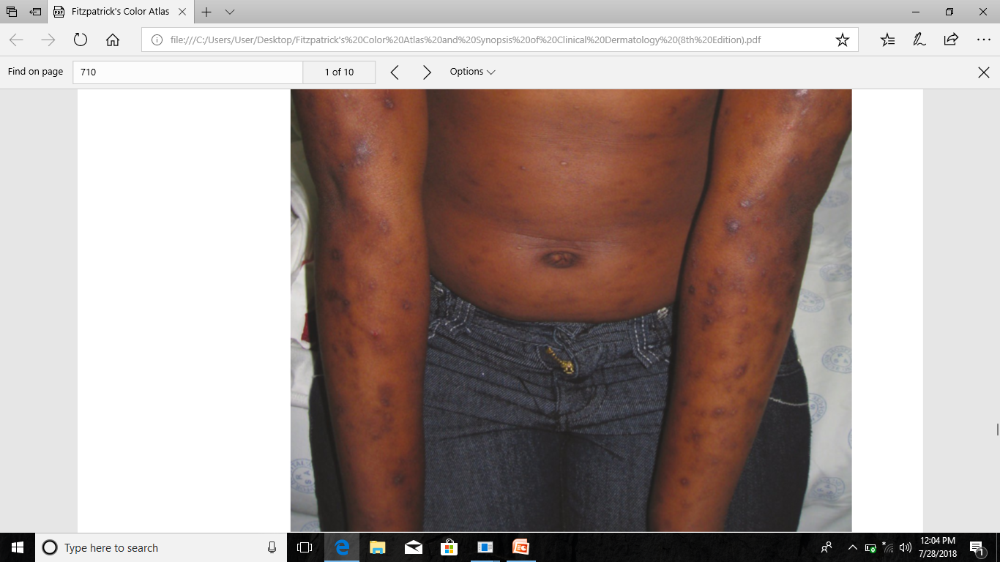 Fitzpatrick's Color Atlas
file:///C:/Users/User/Desktop/Fitzpatrick's%20Color%20Atlas%20and%20Synopsis%20of%20Clinical%20Dermatology%20(8th%20Edition).pdf
Find on page 710 1 of 10 Options
Type here to search
12:04 PM
7/28/2018
1